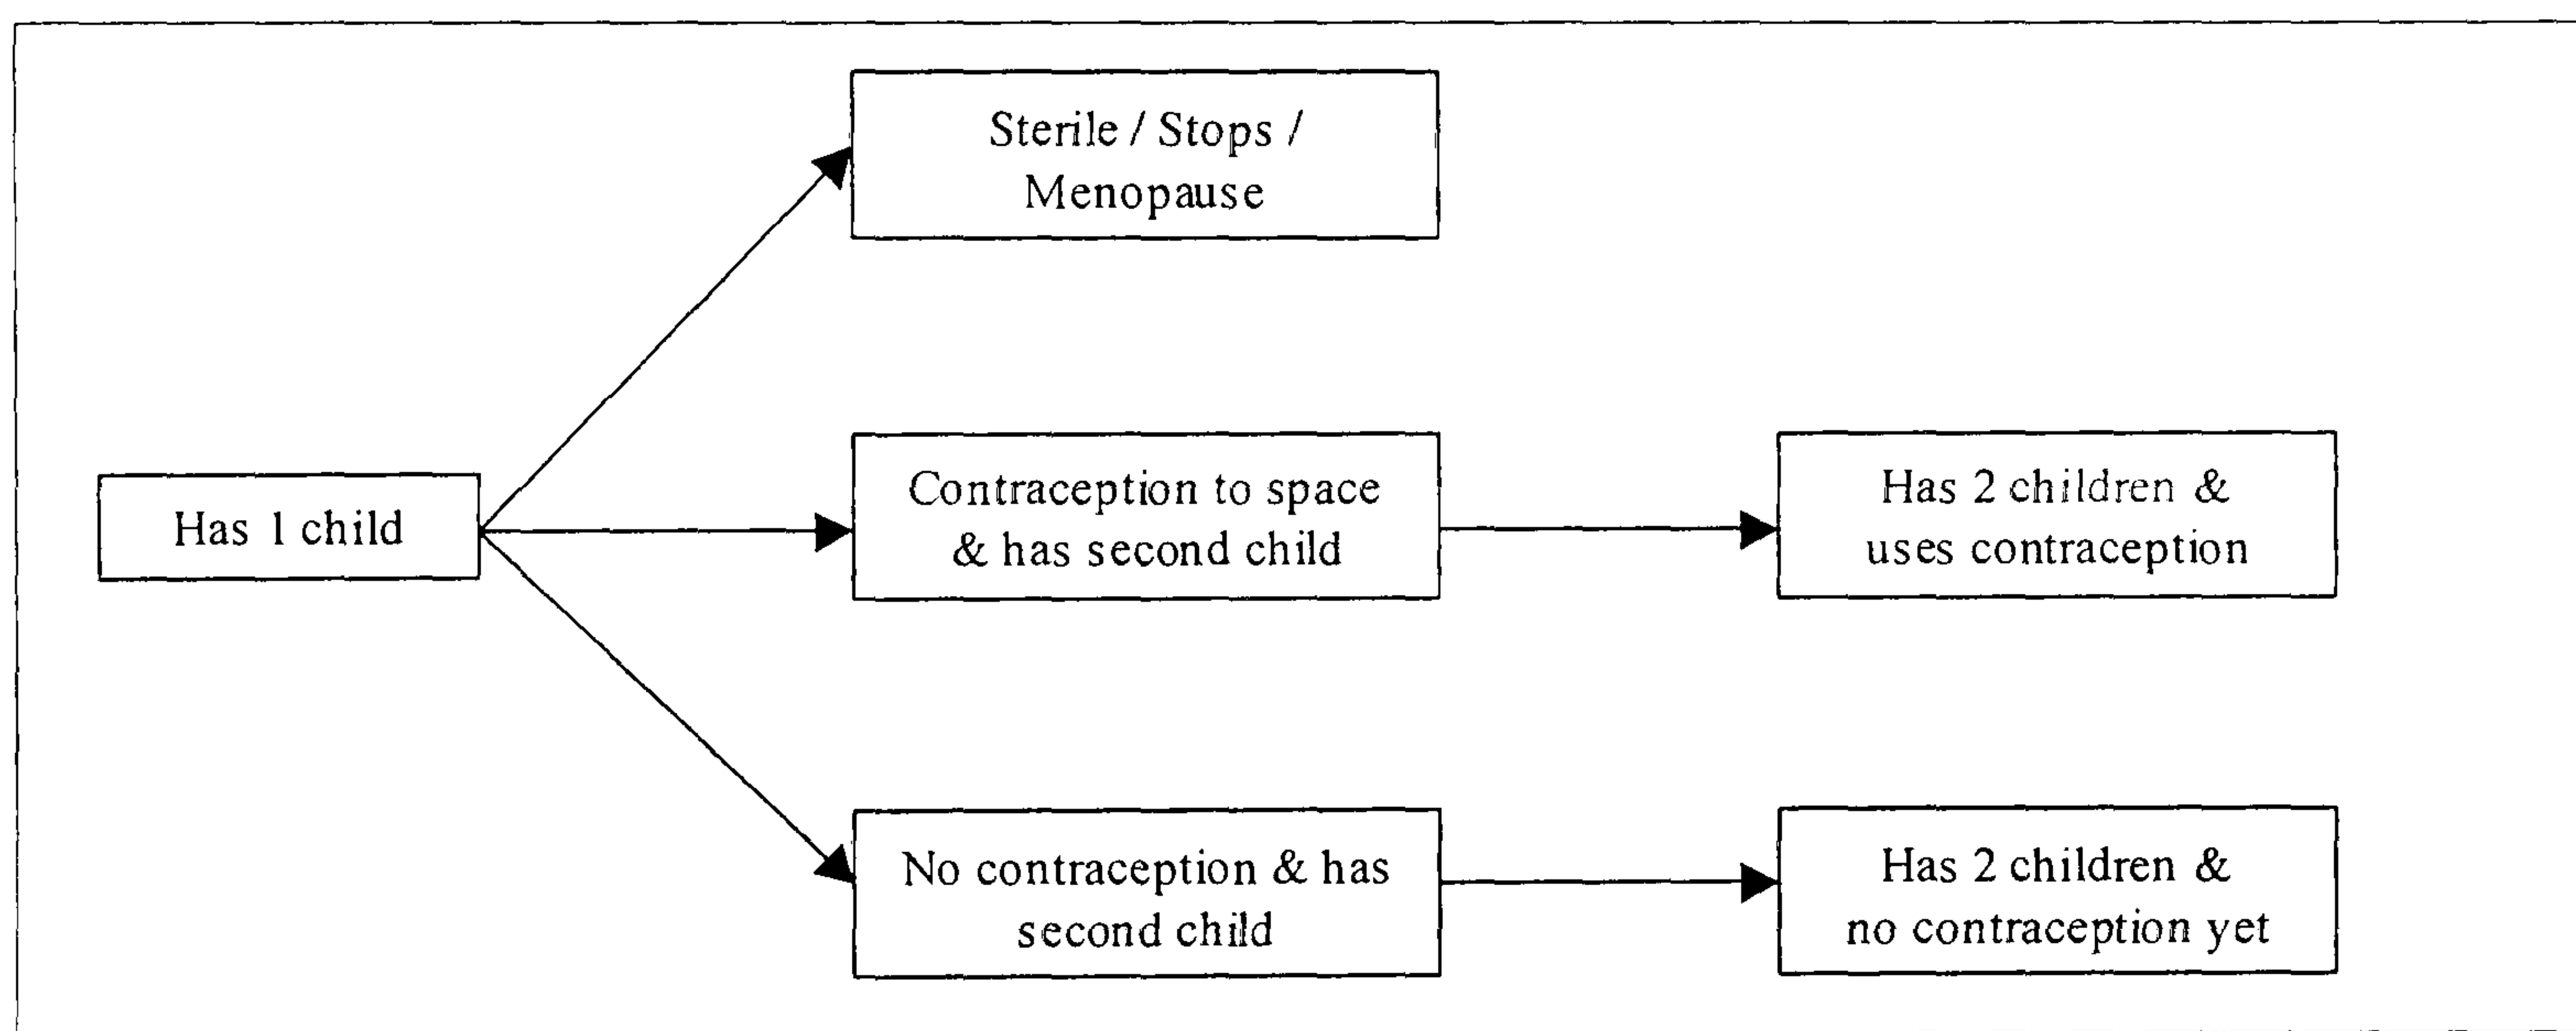 Sterile / Stops /
Menopause
Has 1 child
Contraception to space
& has second child
Has 2 children &
uses contraception
No contraception & has
second child
Has 2 children &
no contraception yet